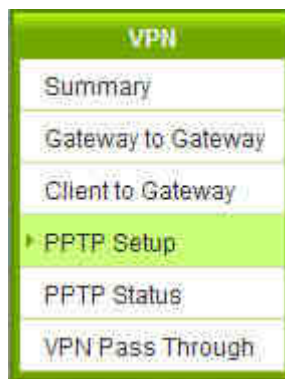 VPN
Summary
Gateway to Gateway
Client to Gateway
PPTP Setup
PPTP Status
VPN Pass Through